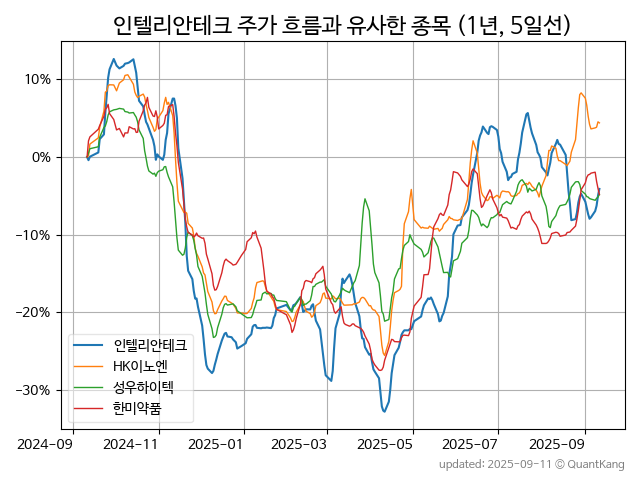 인텔리안테크 주가 흐름과 유사한 종목 (1년, 5일선)
10%
0%
−10%
−20%
−30%
인텔리안테크
HK이노엔
성우하이텍
한미약품
2024-09 2024-11 2025-01 2025-03 2025-05 2025-07 2025-09
updated: 2025-09-11 © QuantKang